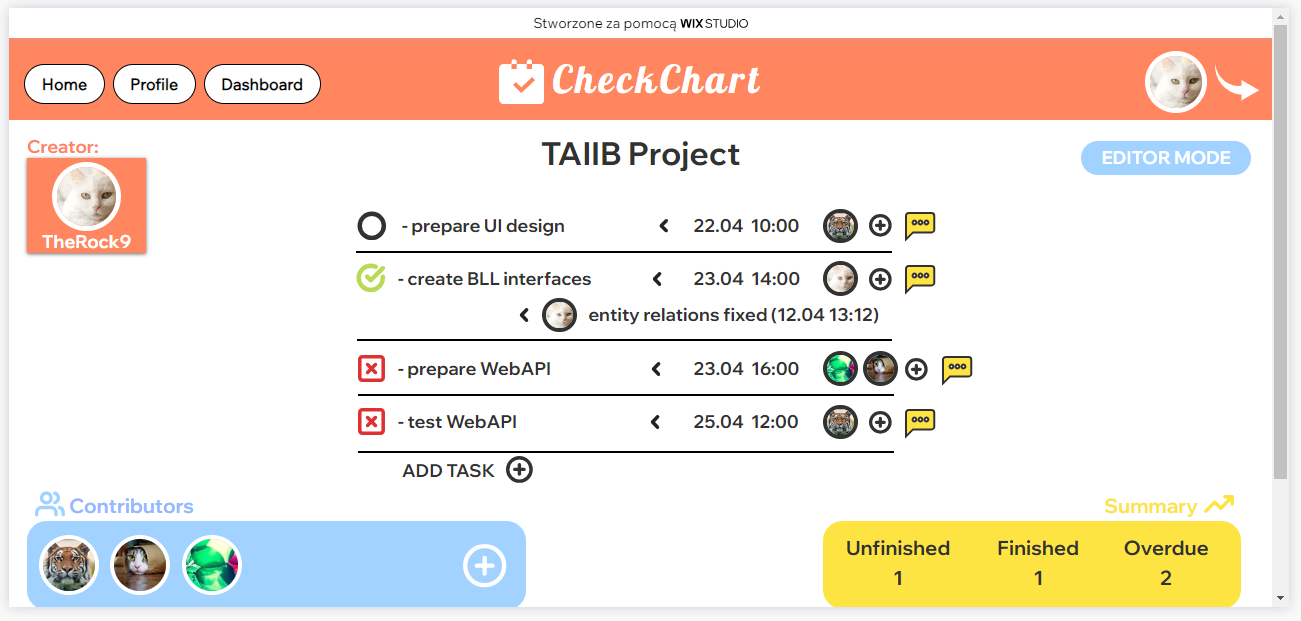 Stworzone za pomocą WIX STUDIO
Home Profile Dashboard CheckChart
Creator: TAIIB Project EDITOR MODE
TheRock9
- prepare UI design 22.04 10:00
- create BLL interfaces 23.04 14:00
entity relations fixed (12.04 13:12)
- prepare WebAPI 23.04 16:00
- test WebAPI 25.04 12:00
ADD TASK
Contributors Summary
Unfinished Finished Overdue
1 1 2